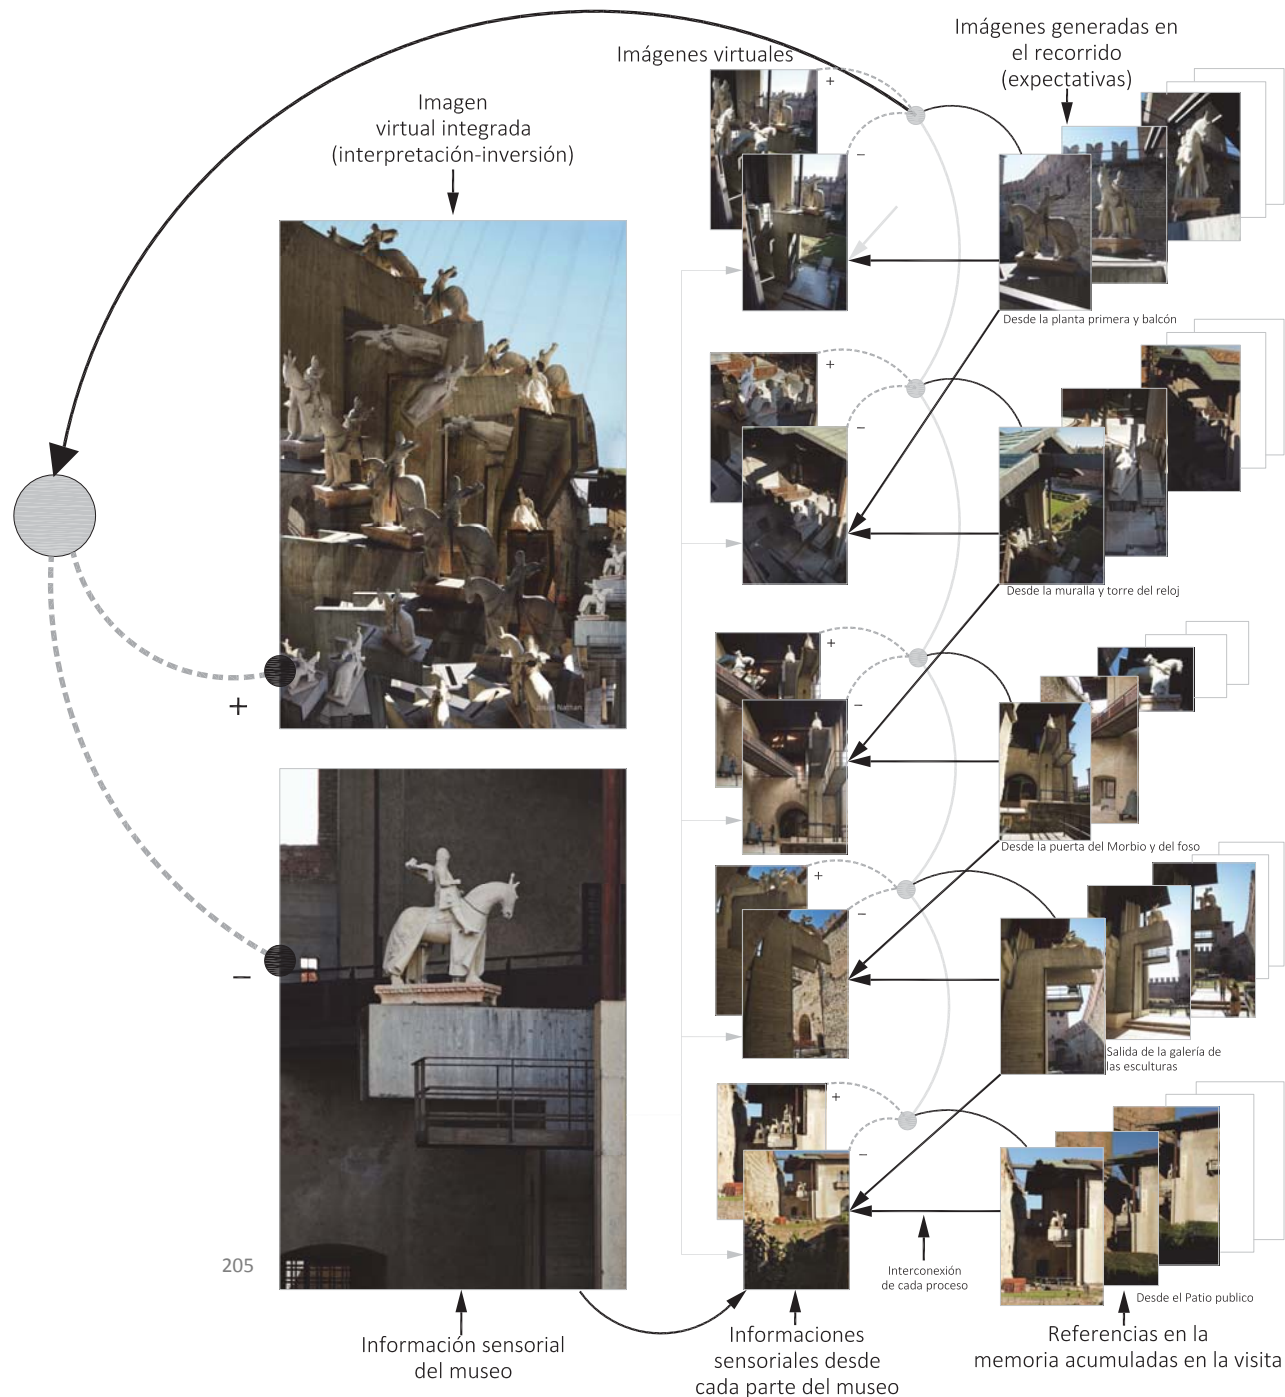 Imágenes virtuales
Imágenes generadas en
el recorrido
(expectativas)
Imagen
virtual integrada
(interpretación-inversión)
+
−
Desde la planta primera y balcón
+
−
Desde la muralla y torre del reloj
+
−
Desde la puerta del Morbio y del foso
+
−
Salida de la galería de
las esculturas
+
−
Interconexión
de cada proceso
Desde el Patio publico
+
−
Josue Nathan
205
Información sensorial
del museo
Informaciones
sensoriales desde
cada parte del museo
Referencias en la
memoria acumuladas en la visita